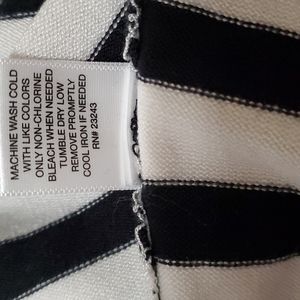 MACHINE WASH COLD
WITH LIKE COLORS
ONLY NON-CHLORINE
BLEACH WHEN NEEDED
TUMBLE DRY LOW
REMOVE PROMPTLY
COOL IRON IF NEEDED
RN# 23243